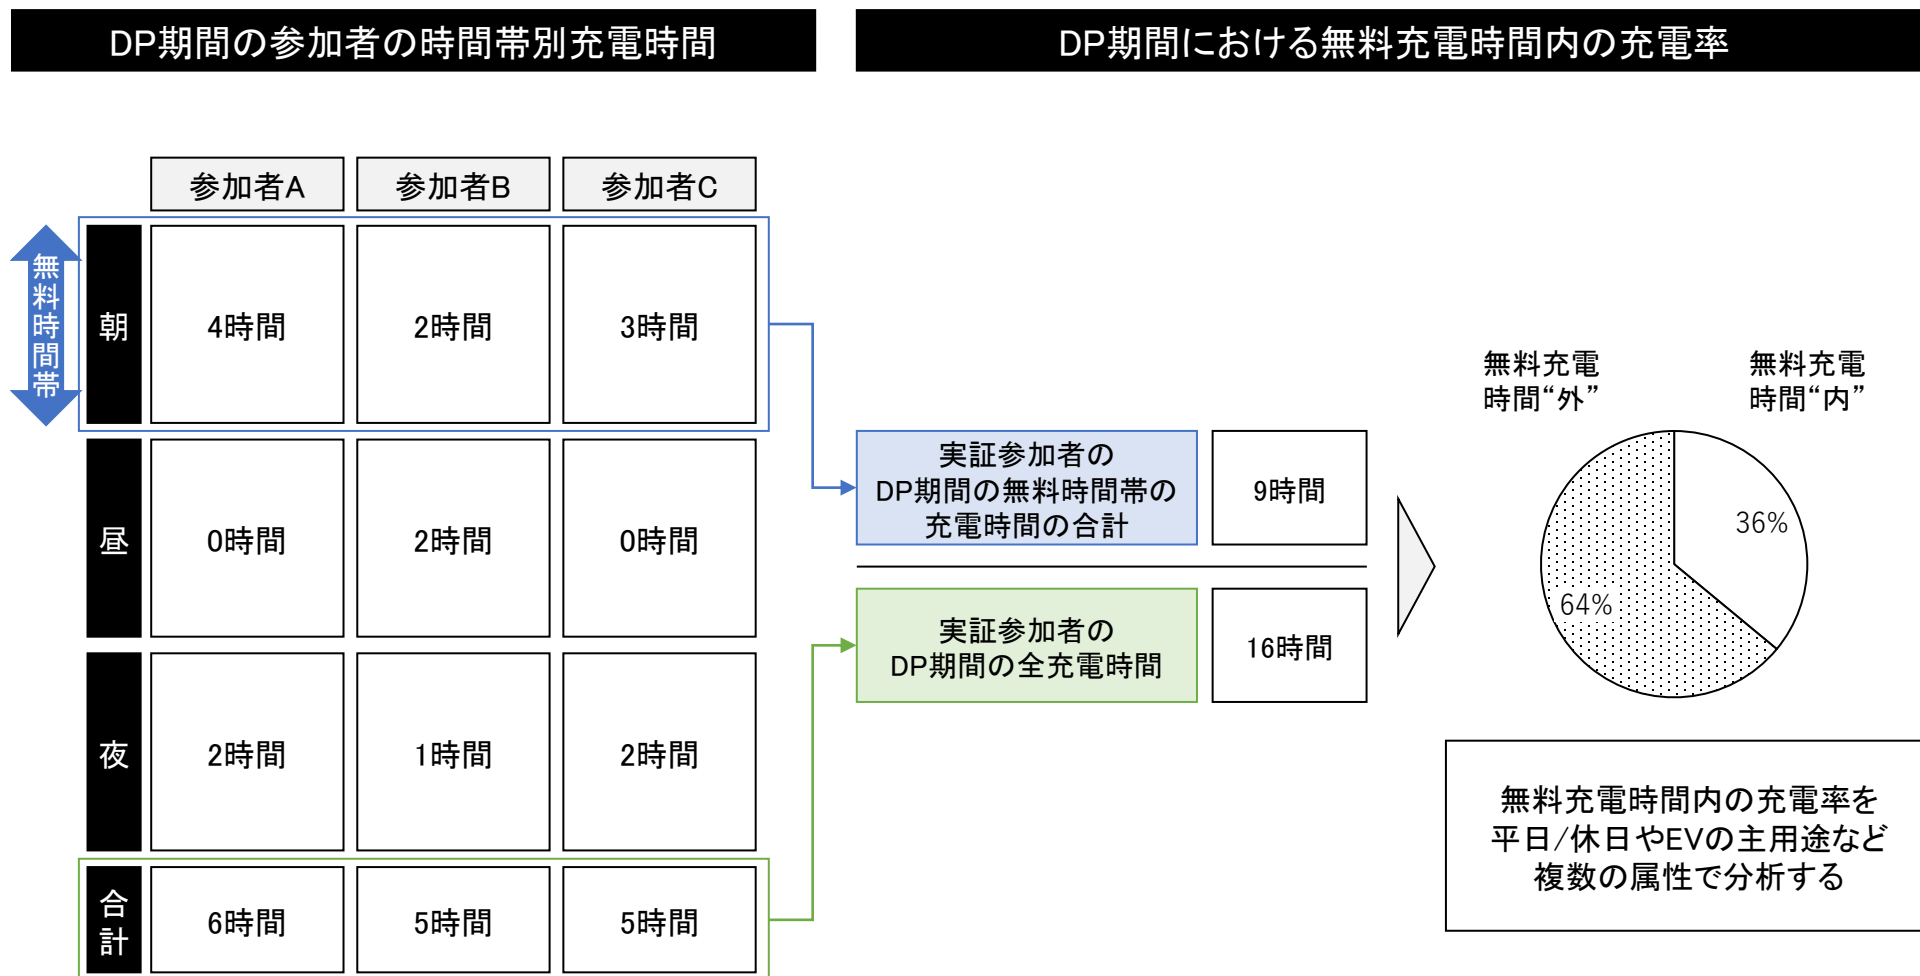 DP期間の参加者の時間帯別充電時間
DP期間における無料充電時間内の充電率
参加者A
参加者B
参加者C
無料時間帯
朝
4時間
2時間
3時間
昼
0時間
2時間
0時間
夜
2時間
1時間
2時間
合計
6時間
5時間
5時間
実証参加者の
DP期間の無料時間帯の
充電時間の合計
9時間
実証参加者の
DP期間の全充電時間
16時間
無料充電
時間“外”
無料充電
時間“内”
36%
64%
無料充電時間内の充電率を
平日/休日やEVの主用途など
複数の属性で分析する